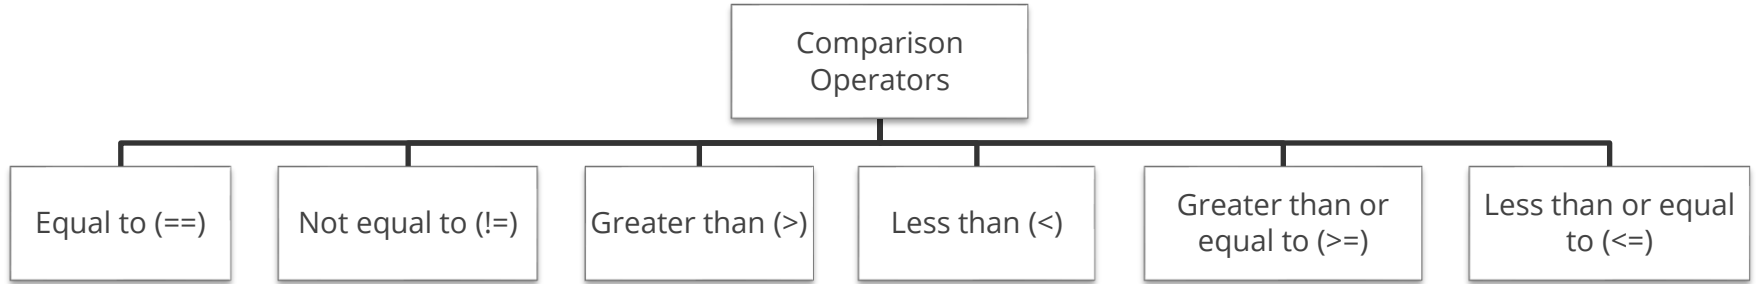 Comparison
Operators
Equal to (==)
Not equal to (!=)
Greater than (>)
Less than (<)
Greater than or
equal to (>=)
Less than or equal
to (<=)